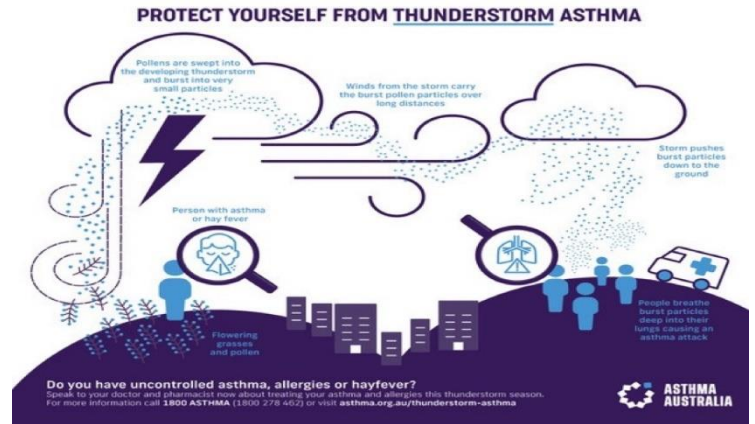 PROTECT YOURSELF FROM THUNDERSTORM ASTHMA
Pollens are swept into
the developing thunderstorm
and burst into very
small particles
Winds from the storm carry
the burst pollen particles over
long distances
Storm pushes
burst particles
down to the
ground
Person with asthma
or hay fever
Flowering
grasses
and pollen
People breathe
burst particles
deep into their
lungs causing an
asthma attack
Do you have uncontrolled asthma, allergies or hayfever?
Speak to your doctor and pharmacist now about treating your asthma and allergies this thunderstorm season.
For more information call 1800 ASTHMA (1800 278 462) or visit asthma.org.au/thunderstorm-asthma
ASTHMA
AUSTRALIA